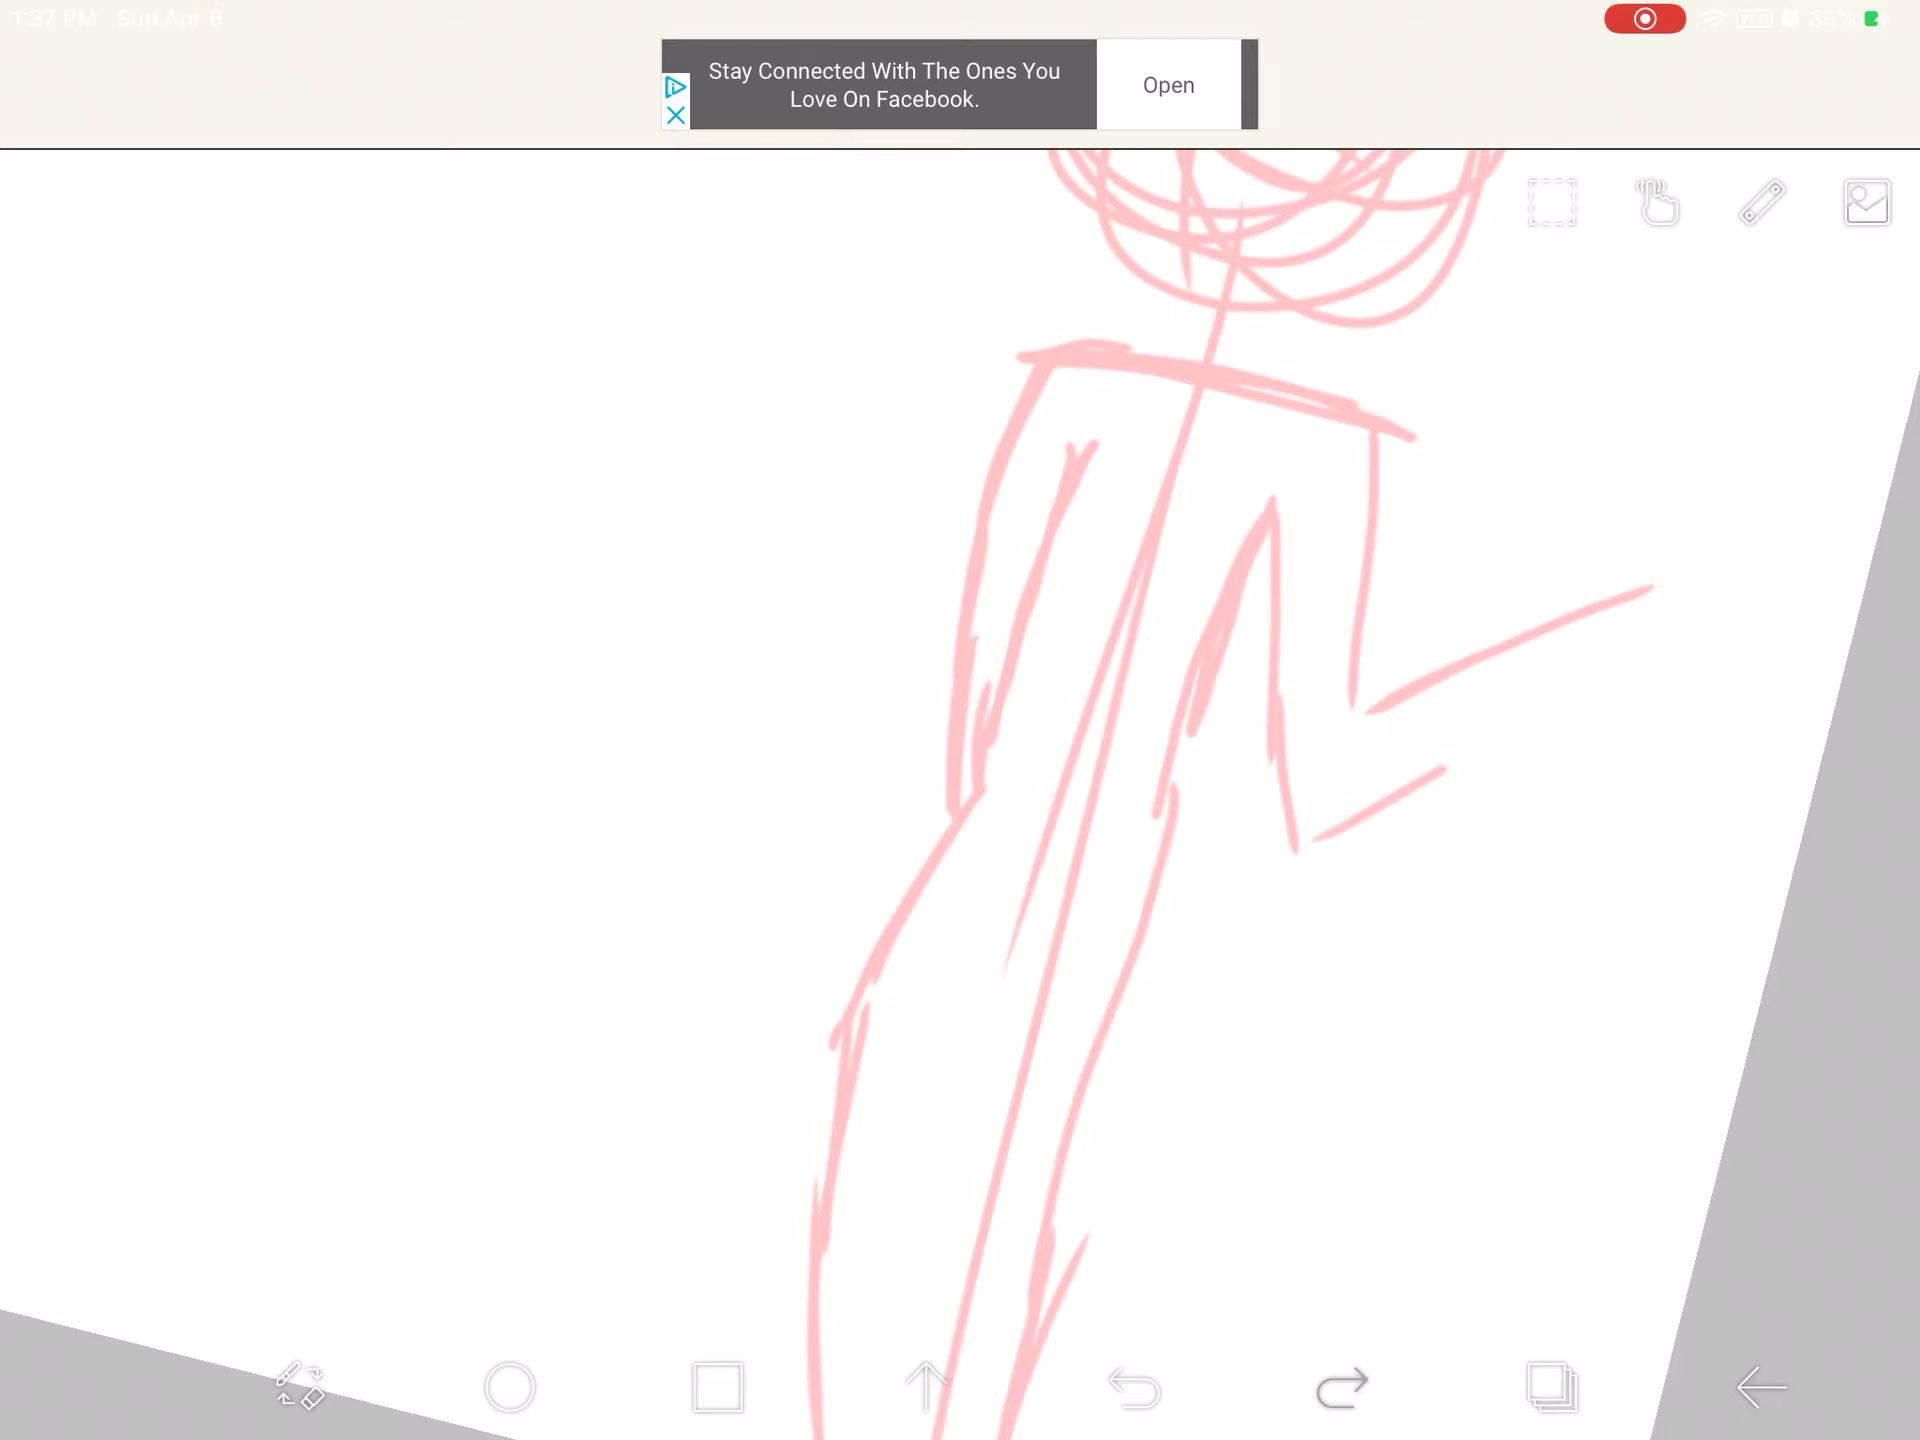 1:37 PM Sun Apr 5
35%
Stay Connected With The Ones You
Love On Facebook.
Open